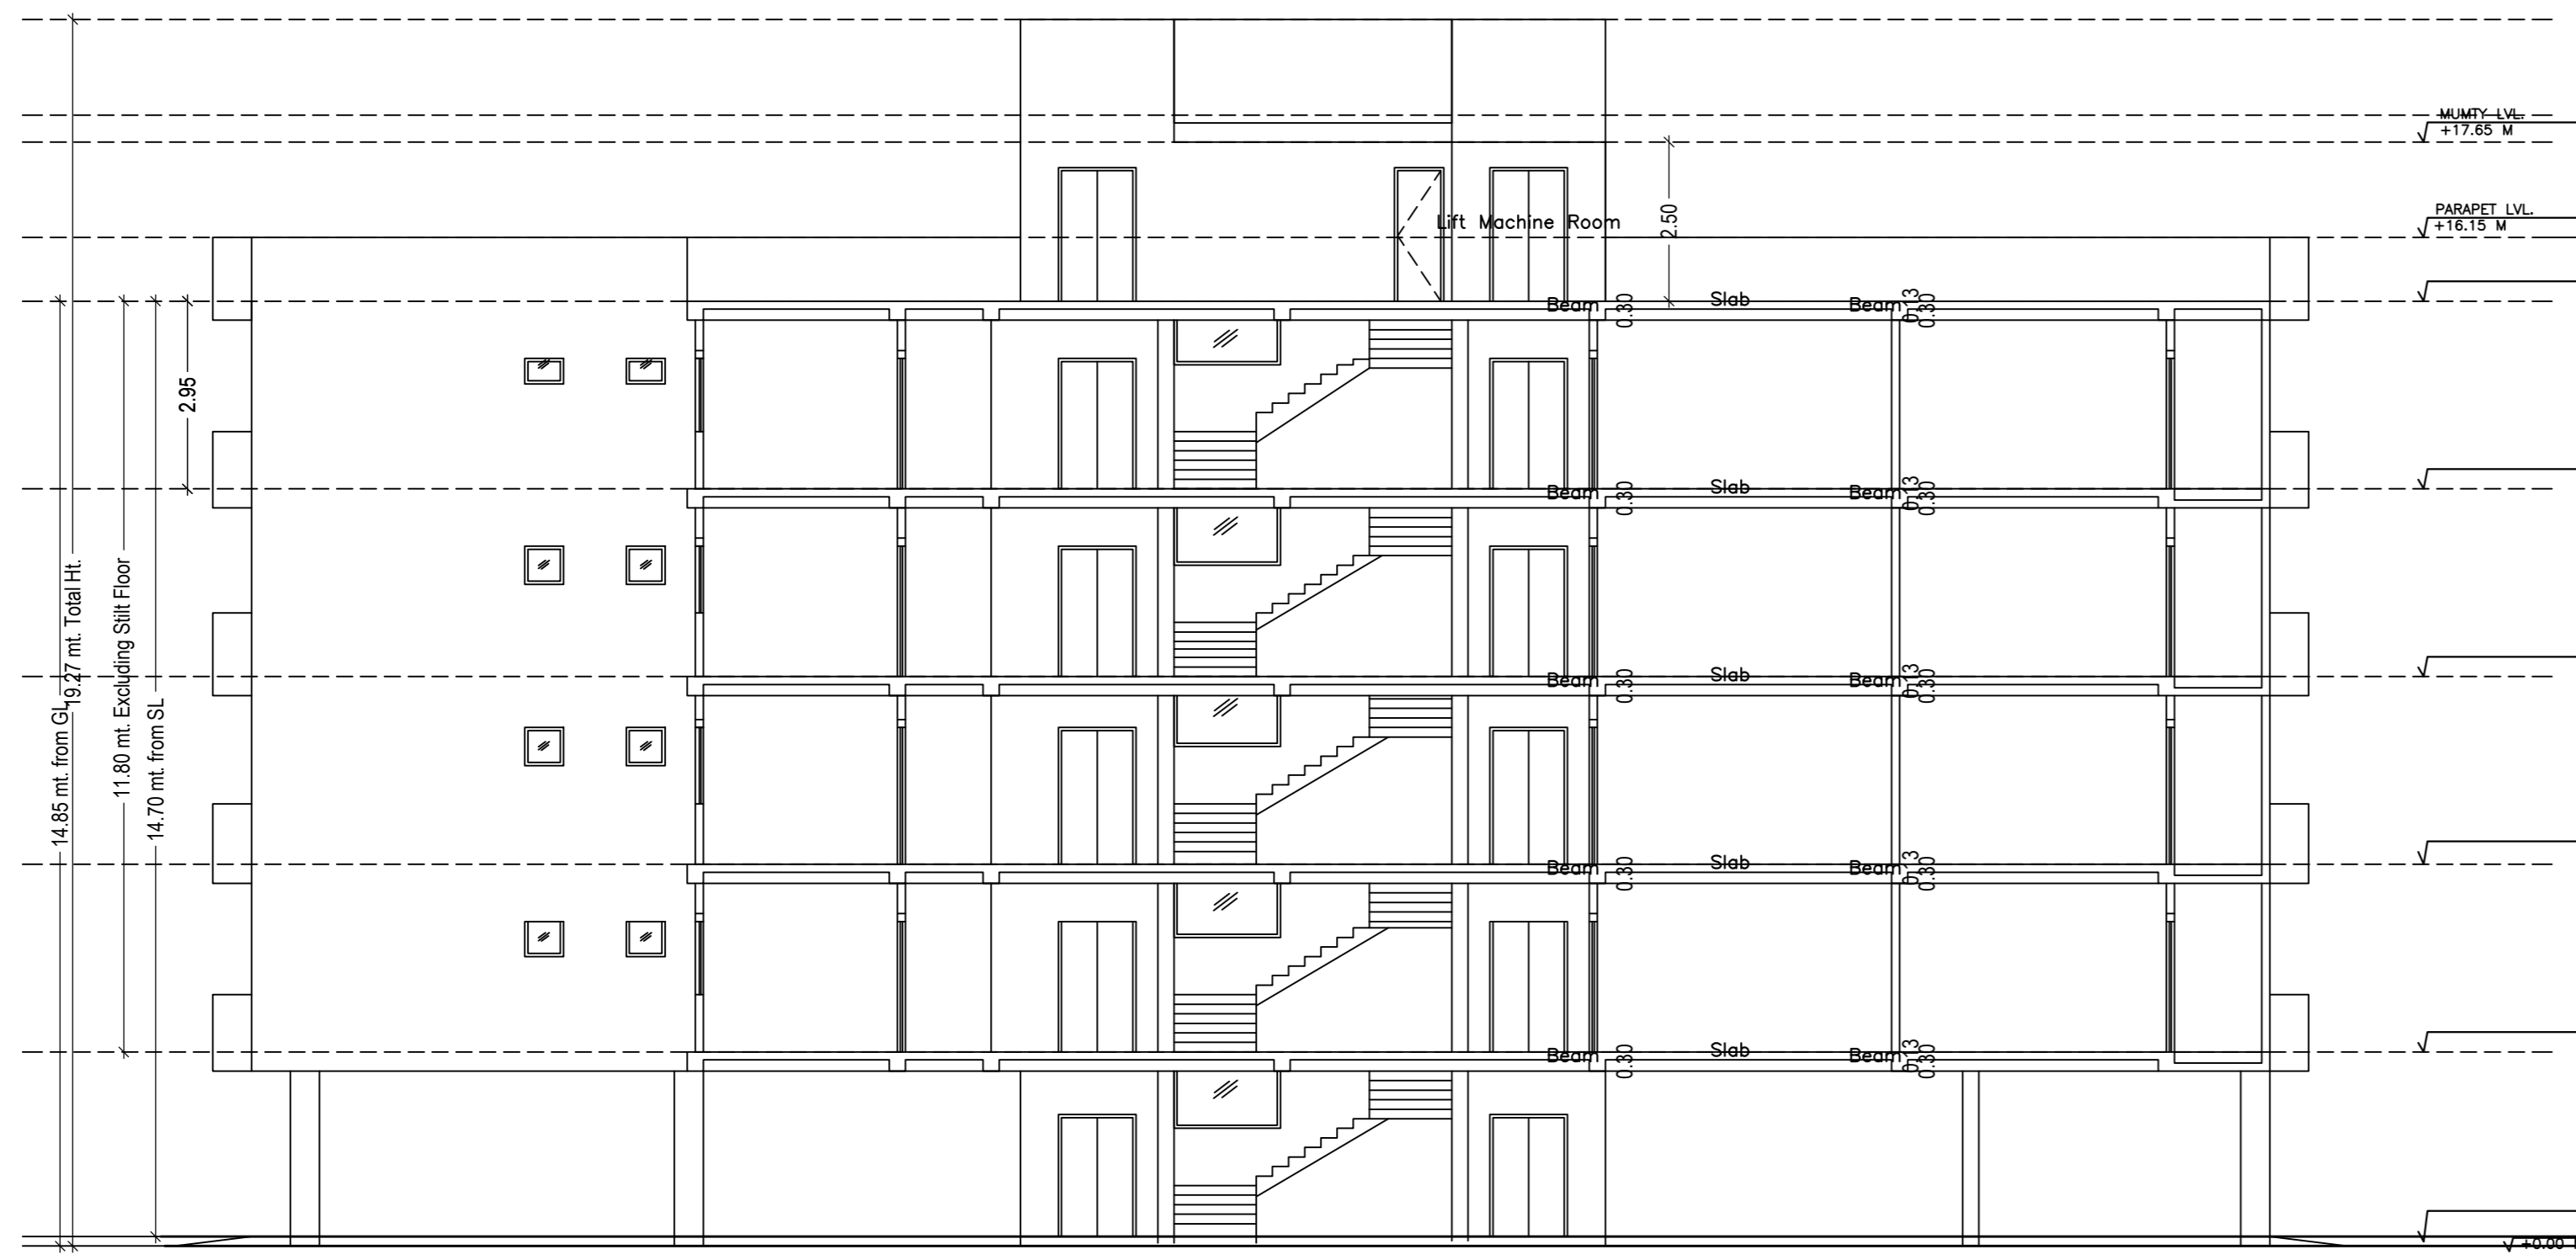 MUMTY LVL.
+17.65 M
PARAPET LVL.
+16.15 M
Lift Machine Room
2.50
Beam
0.30
Slab
Beam
0.13
0.30
2.95
Beam
0.30
Slab
Beam
0.13
0.30
19.27 mt. Total Ht.
11.80 mt. Excluding Stilt Floor
14.85 mt. from GL
14.70 mt. from SL
Beam
0.30
Slab
Beam
0.13
0.30
Beam
0.30
Slab
Beam
0.13
0.30
Beam
0.30
Slab
Beam
0.13
0.30
+0.00